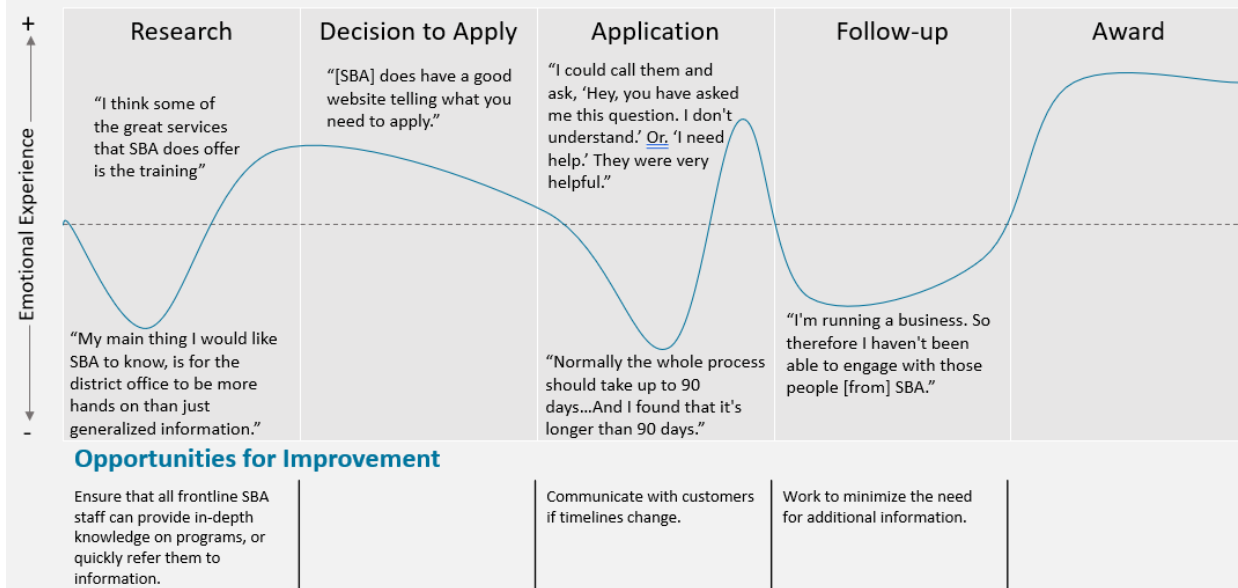 +
Emotional Experience
-
Research
Decision to Apply
Application
Follow-up
Award
“I think some of
the great services
that SBA does offer
is the training”
“My main thing I would like
SBA to know, is for the
district office to be more
hands on than just
generalized information.”
“[SBA] does have a good
website telling what you
need to apply.”
“I could call them and
ask, ‘Hey, you have asked
me this question. I don't
understand.’ Or. ‘I need
help.’ They were very
helpful.”
“Normally the whole process
should take up to 90
days…And I found that it's
longer than 90 days.”
“I'm running a business. So
therefore I haven't been
able to engage with those
people [from] SBA.”
Opportunities for Improvement
Ensure that all frontline SBA
staff can provide in-depth
knowledge on programs, or
quickly refer them to
information.
Communicate with customers
if timelines change.
Work to minimize the need
for additional information.